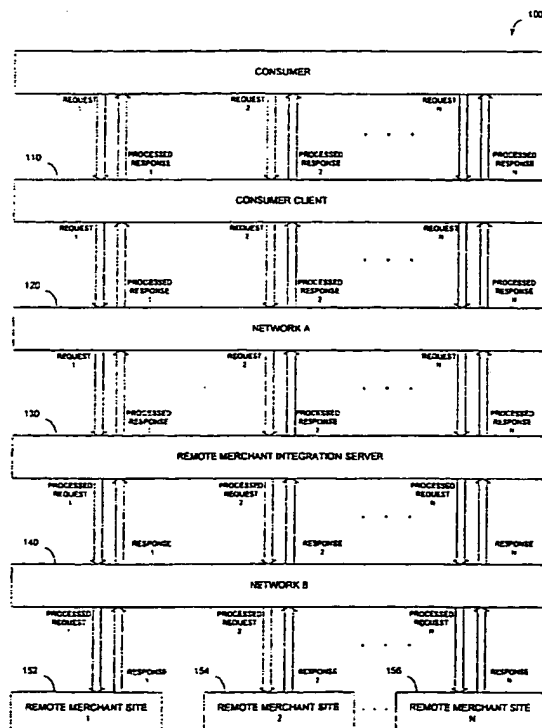 100
CONSUMER
REQUEST 1
PROCESSED RESPONSE 1
REQUEST 2
PROCESSED RESPONSE 2
. . .
REQUEST N
PROCESSED RESPONSE N
110
CONSUMER CLIENT
REQUEST 1
PROCESSED RESPONSE 1
REQUEST 2
PROCESSED RESPONSE 2
. . .
REQUEST N
PROCESSED RESPONSE N
120
NETWORK A
REQUEST 1
PROCESSED RESPONSE
REQUEST 2
PROCESSED RESPONSE 2
. . .
REQUEST N
PROCESSED RESPONSE N
130
REMOTE MERCHANT INTEGRATION SERVER
PROCESSED REQUEST 1
RESPONSE 1
PROCESSED REQUEST 2
RESPONSE 2
. . .
PROCESSED REQUEST N
RESPONSE N
140
NETWORK B
PROCESSED REQUEST
RESPONSE 1
PROCESSED REQUEST 2
RESPONSE 2
. . .
PROCESSED REQUEST N
RESPONSE N
152
REMOTE MERCHANT SITE 1
154
REMOTE MERCHANT SITE 2
. . . .
156
REMOTE MERCHANT SITE N